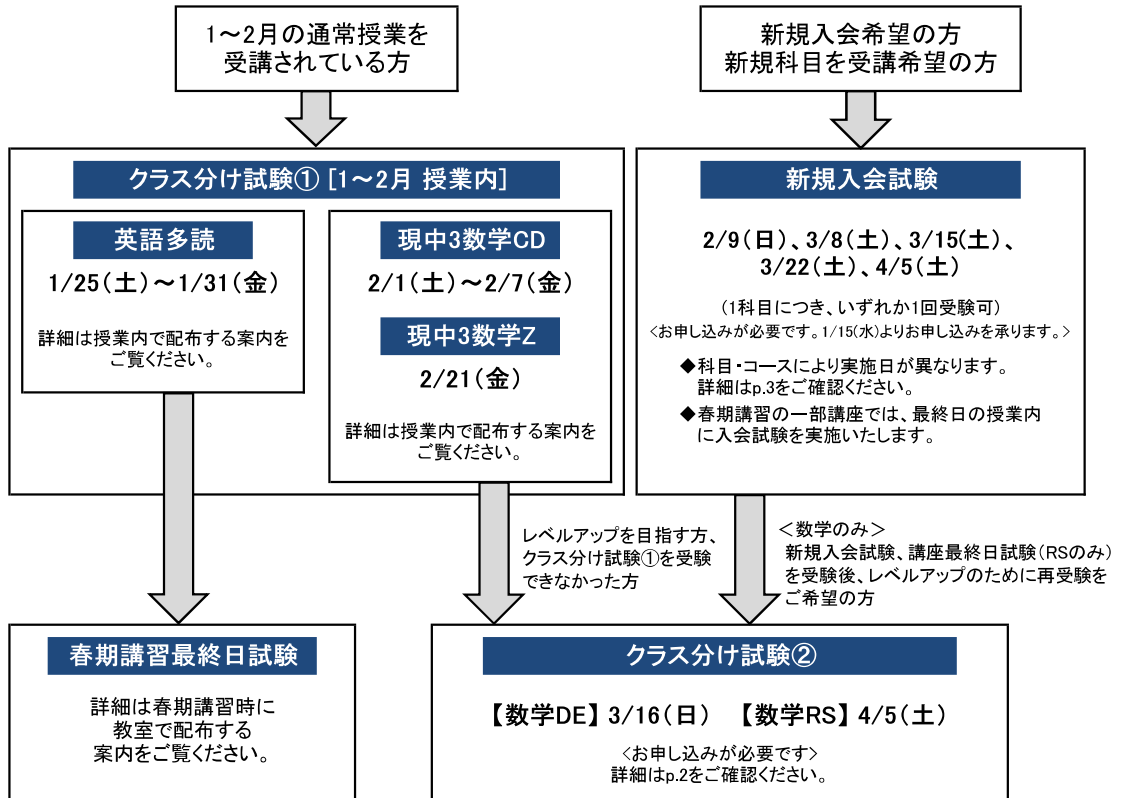 1～2月の通常授業を
受講されている方
新規入会希望の方
新規科目を受講希望の方
クラス分け試験①［1～2月 授業内］
英語多読
1/25(土)～1/31(金)
詳細は授業内で配布する案内を
ご覧ください。
現中3数学CD
2/1(土)～2/7(金)
現中3数学Z
2/21(金)
詳細は授業内で配布する案内を
ご覧ください。
新規入会試験
2/9(日)、3/8(土)、3/15(土)、
3/22(土)、4/5(土)
(1科目につき、いずれか1回受験可)
<お申し込みが必要です。1/15(水)よりお申し込みを承ります。>
◆科目・コースにより実施日が異なります。
詳細はp.3をご確認ください。
◆春期講習の一部講座では、最終日の授業内
に入会試験を実施いたします。
レベルアップを目指す方、
クラス分け試験①を受験
できなかった方
＜数学のみ＞
新規入会試験、講座最終日試験(RSのみ)
を受験後、レベルアップのために再受験を
ご希望の方
春期講習最終日試験
詳細は春期講習時に
教室で配布する
案内をご覧ください。
クラス分け試験②
【数学DE】3/16(日) 【数学RS】4/5(土)
<お申し込みが必要です>
詳細はp.2をご確認ください。